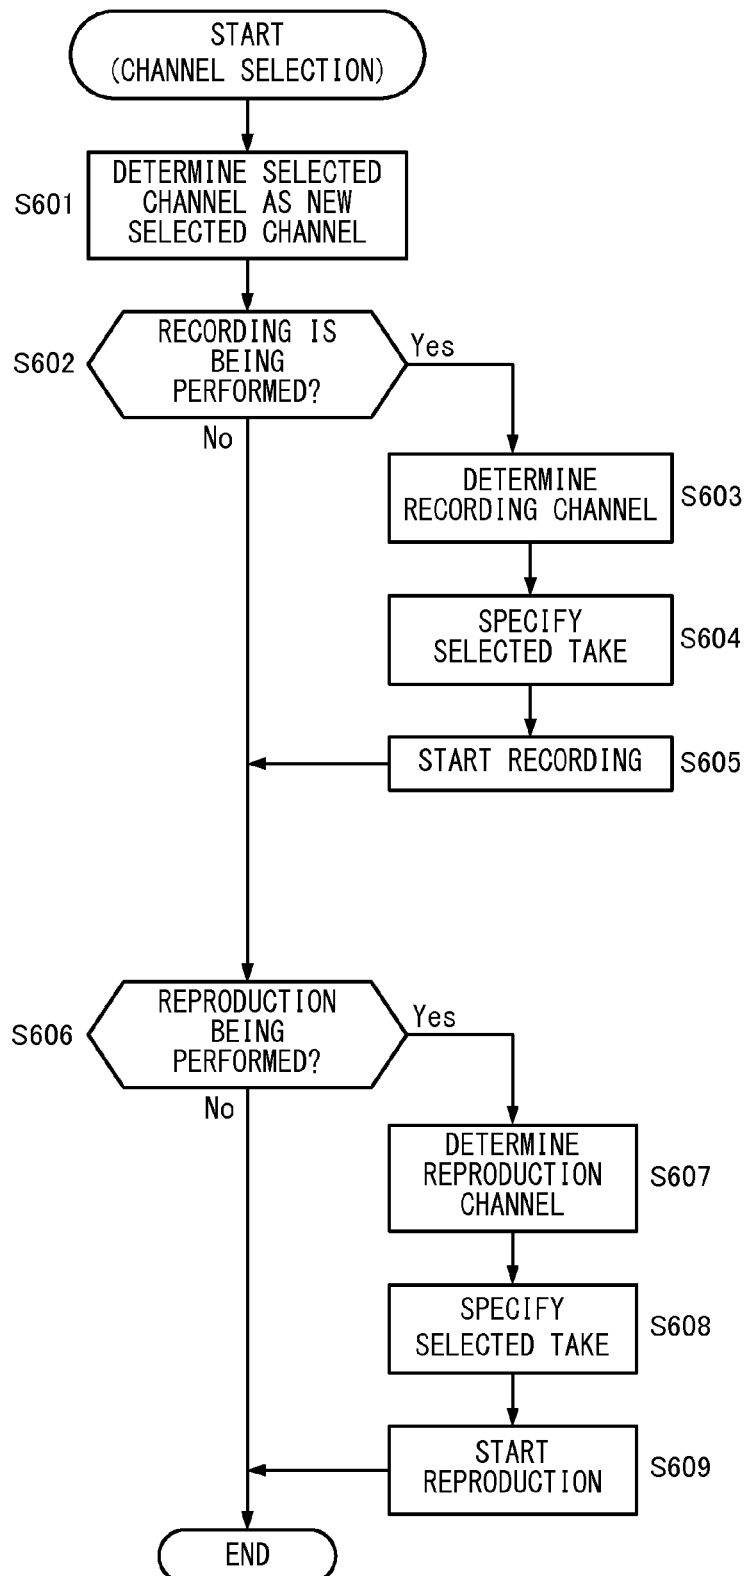 START
(CHANNEL SELECTION)
S601
DETERMINE SELECTED
CHANNEL AS NEW
SELECTED CHANNEL
S602
RECORDING IS
BEING
PERFORMED?
Yes
No
DETERMINE
RECORDING CHANNEL
S603
SPECIFY
SELECTED TAKE
S604
START RECORDING
S605
S606
REPRODUCTION
BEING
PERFORMED?
Yes
No
DETERMINE
REPRODUCTION
CHANNEL
S607
SPECIFY
SELECTED TAKE
S608
START
REPRODUCTION
S609
END